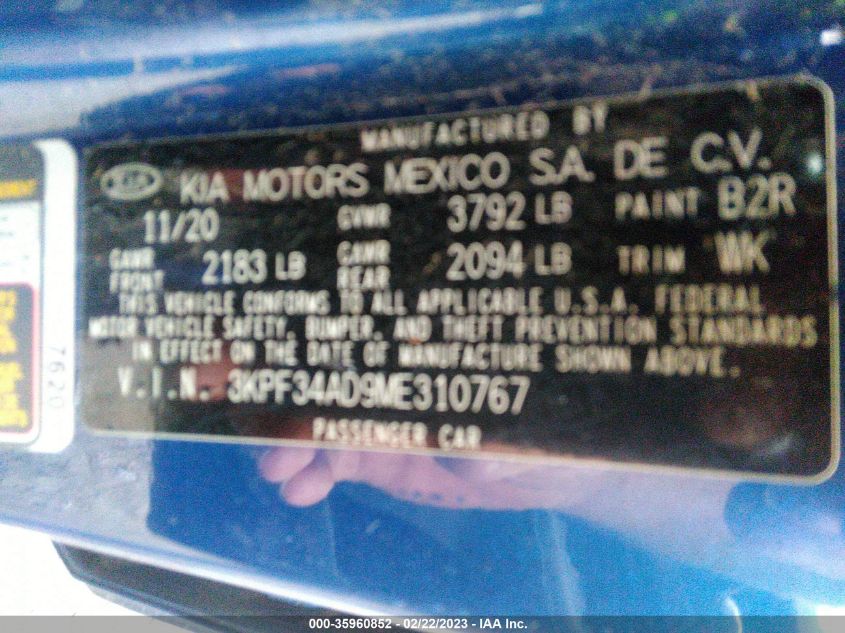 MANUFACTURED BY
KIA KIA MOTORS MEXICO S.A. DE C.V.
11/20 GVWR 3792 LB PAINT B2R
GAWR FRONT 2183 LB GAWR REAR 2094 LB TRIM WK
THIS VEHICLE CONFORMS TO ALL APPLICABLE U.S.A. FEDERAL
MOTOR VEHICLE SAFETY, BUMPER, AND THEFT PREVENTION STANDARDS
IN EFFECT ON THE DATE OF MANUFACTURE SHOWN ABOVE.
V.I.N. 3KPF34AD9ME310767
PASSENGER CAR
7620
000-35960852 - 02/22/2023 - IAA Inc.